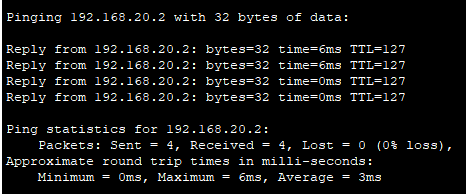 Pinging 192.168.20.2 with 32 bytes of data:
Reply from 192.168.20.2: bytes=32 time=6ms TTL=127
Reply from 192.168.20.2: bytes=32 time=6ms TTL=127
Reply from 192.168.20.2: bytes=32 time=0ms TTL=127
Reply from 192.168.20.2: bytes=32 time=0ms TTL=127
Ping statistics for 192.168.20.2:
Packets: Sent = 4, Received = 4, Lost = 0 (0% loss),
Approximate round trip times in milli-seconds:
Minimum = 0ms, Maximum = 6ms, Average = 3ms